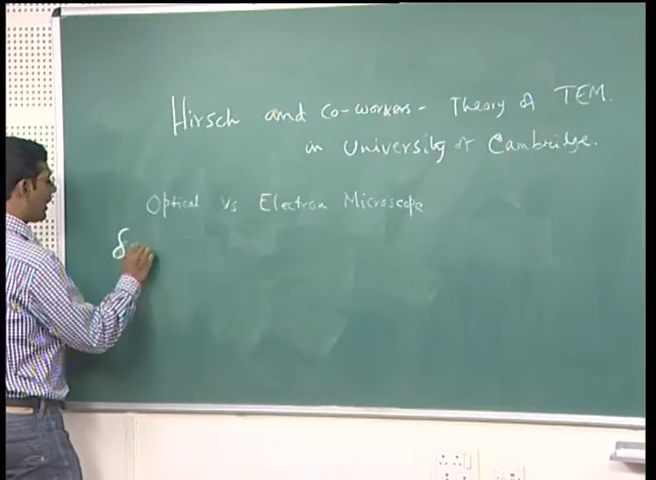 Hirsch and co-workers - Theory of TEM.
in University of Cambridge.
Optical Vs Electron Microscope
δ